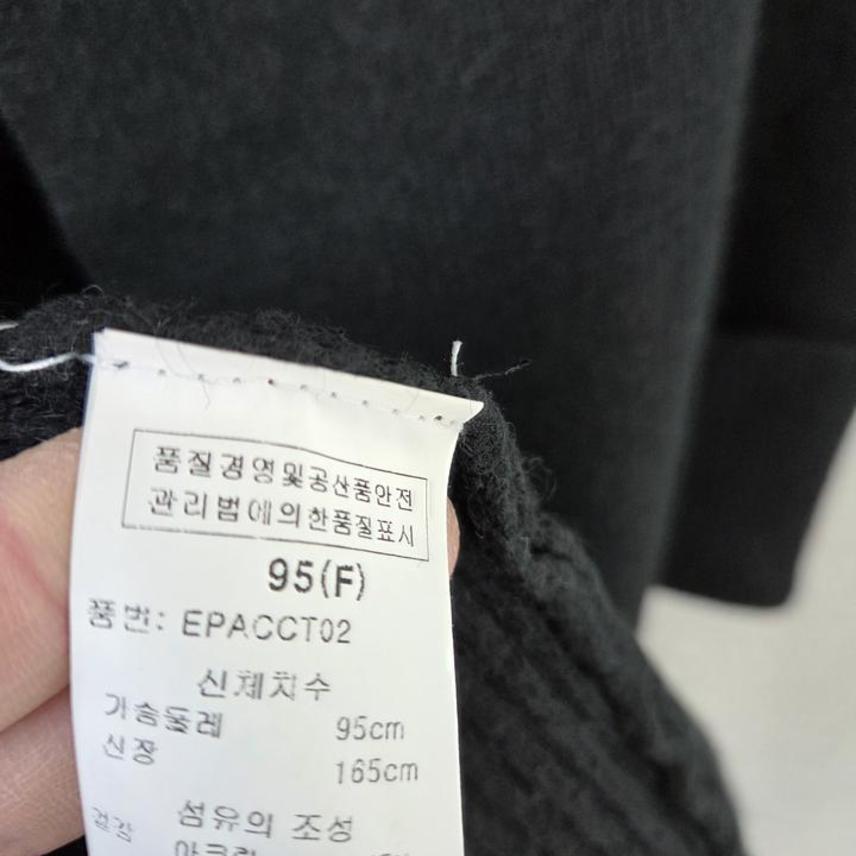 품질경영및공산품안전
관리법에의한품질표시
95(F)
품번: EPACCT02
신체치수
가슴둘레 95cm
신장 165cm
섬유의 조성
겉감